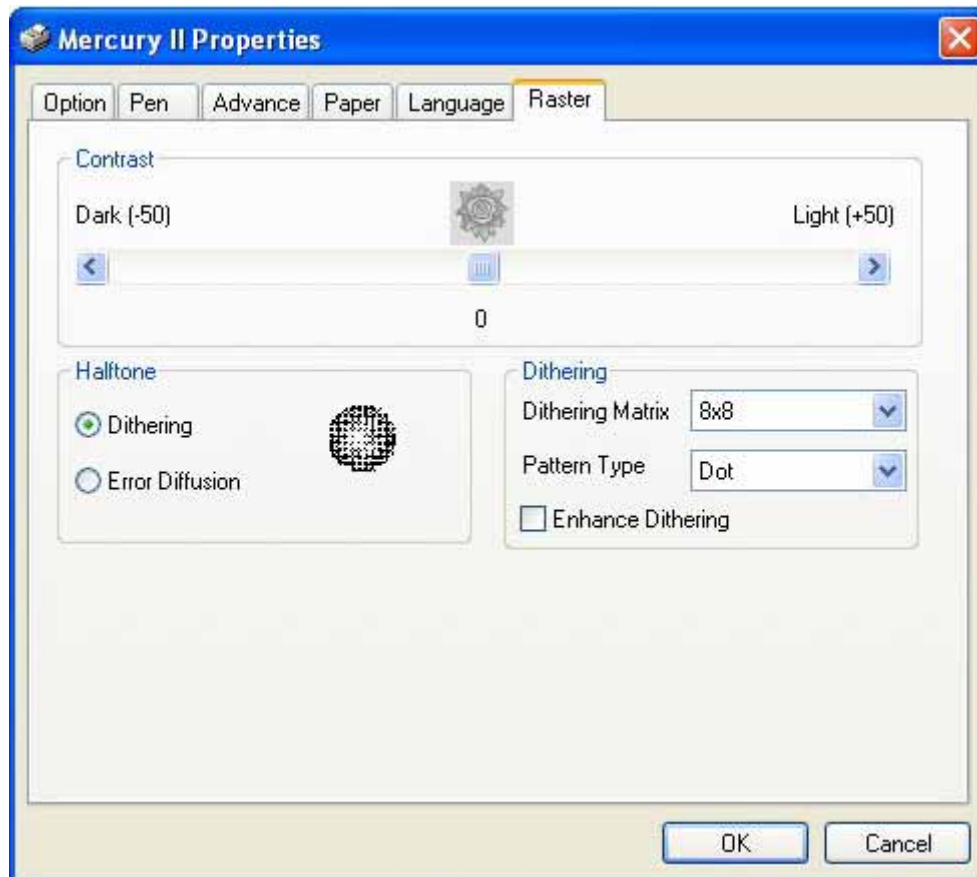 Mercury II Properties
Option Pen Advance Paper Language Raster
Contrast
Dark (-50) Light (+50)
0
Halftone
Dithering
Error Diffusion
Dithering
Dithering Matrix 8x8
Pattern Type Dot
Enhance Dithering
OK Cancel